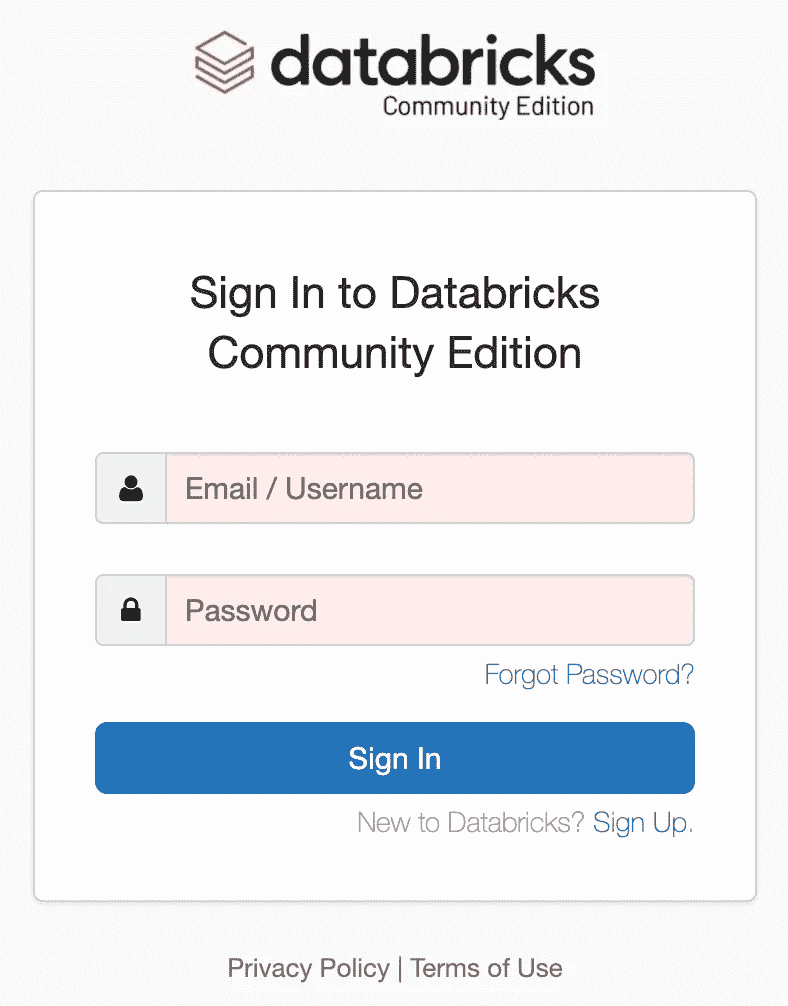 databricks
Community Edition
Sign In to Databricks
Community Edition
Email / Username
Password
Forgot Password?
Sign In
New to Databricks? Sign Up.
Privacy Policy | Terms of Use